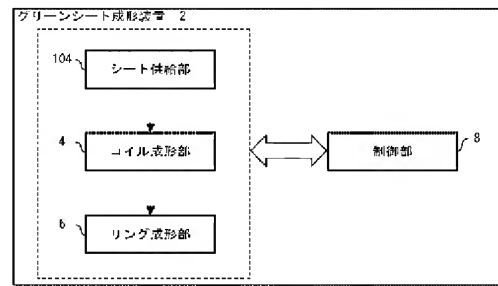 グリーンシート成形装置 2
104
シート供給部
4
コイル成形部
8
制御部
6
リング成形部